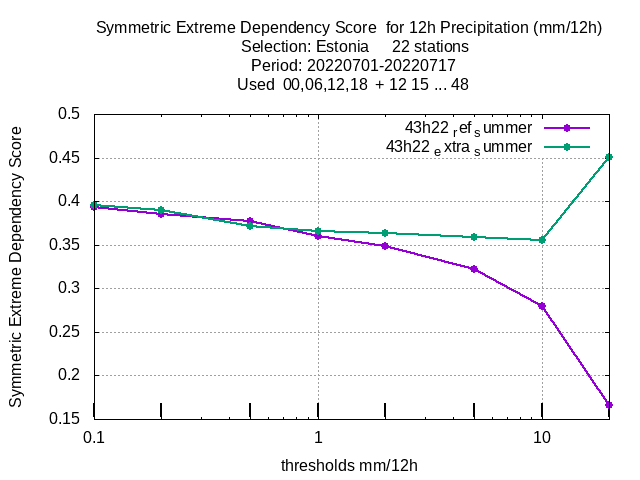 Symmetric Extreme Dependency Score  for 12h Precipitation (mm/12h)
Selection: Estonia     22 stations
Period: 20220701-20220717
Used  00,06,12,18  + 12 15 ... 48
Symmetric Extreme Dependency Score
0.5
0.45
0.4
0.35
0.3
0.25
0.2
0.15
43h22 ref summer
43h22 extra summer
0.1
1
10
thresholds mm/12h